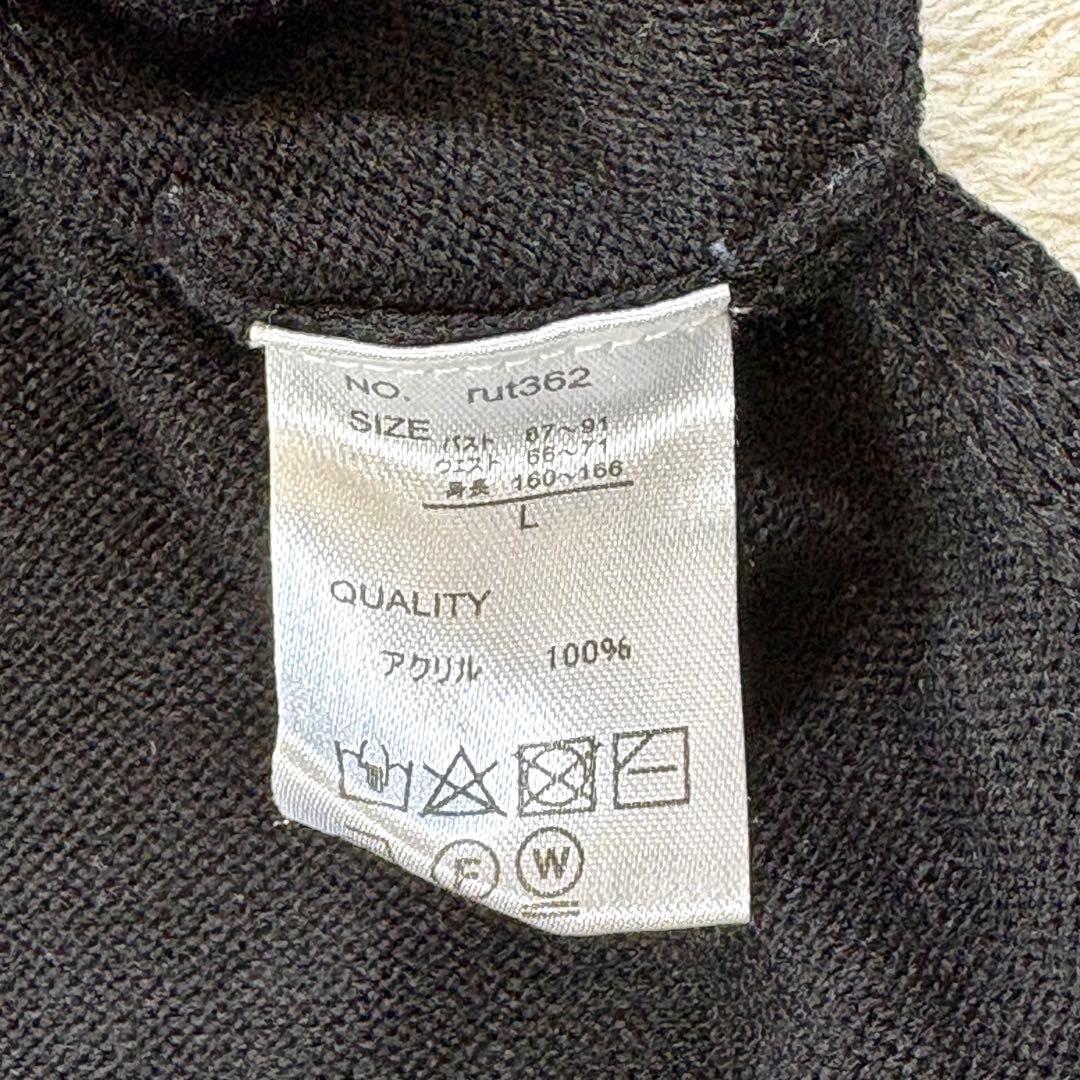 NO. rut362
SIZE
バスト 87～91
ウエスト 66～71
身長 160～166
L
QUALITY
アクリル 100%
F W